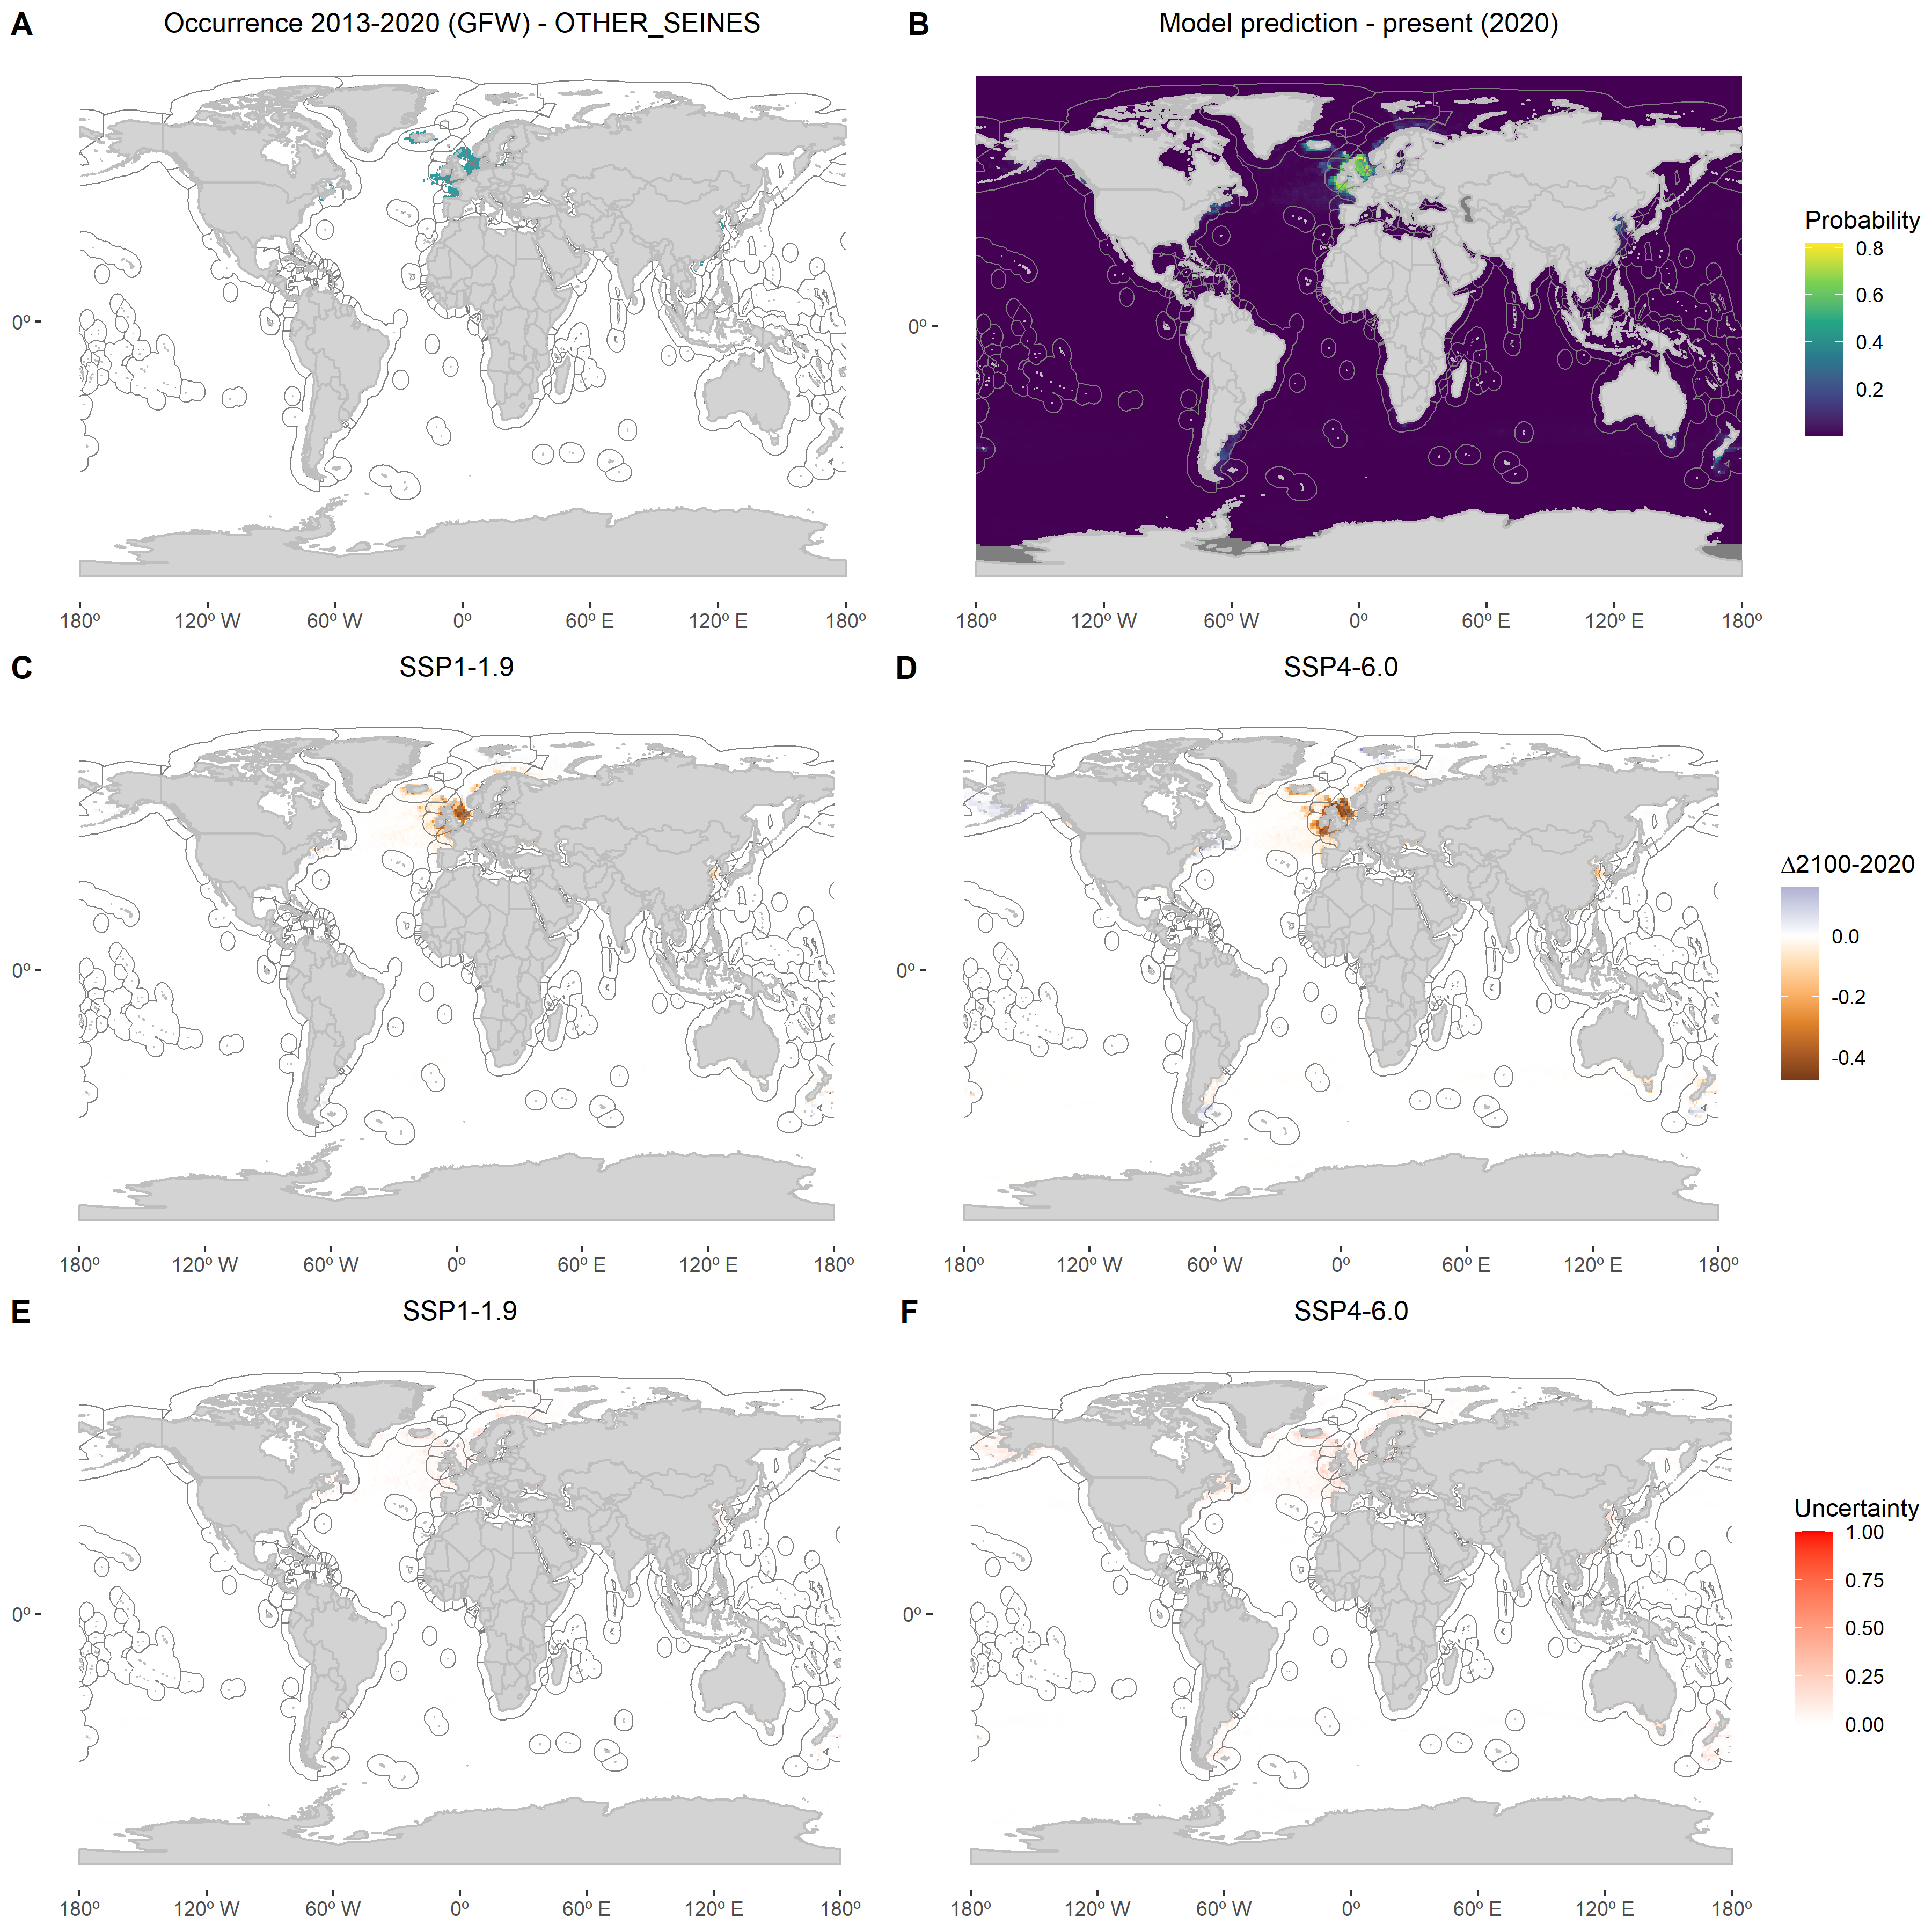 A
Occurrence 2013-2020 (GFW) - OTHER_SEINES
0º
180º 120º W 60º W 0º 60º E 120º E 180º
B
Model prediction - present (2020)
0º
180º 120º W 60º W 0º 60º E 120º E 180º
Probability
0.8
0.6
0.4
0.2
C
SSP1-1.9
0º
180º 120º W 60º W 0º 60º E 120º E 180º
D
SSP4-6.0
0º
180º 120º W 60º W 0º 60º E 120º E 180º
Δ2100-2020
0.0
-0.2
-0.4
E
SSP1-1.9
0º
180º 120º W 60º W 0º 60º E 120º E 180º
F
SSP4-6.0
0º
180º 120º W 60º W 0º 60º E 120º E 180º
Uncertainty
1.00
0.75
0.50
0.25
0.00